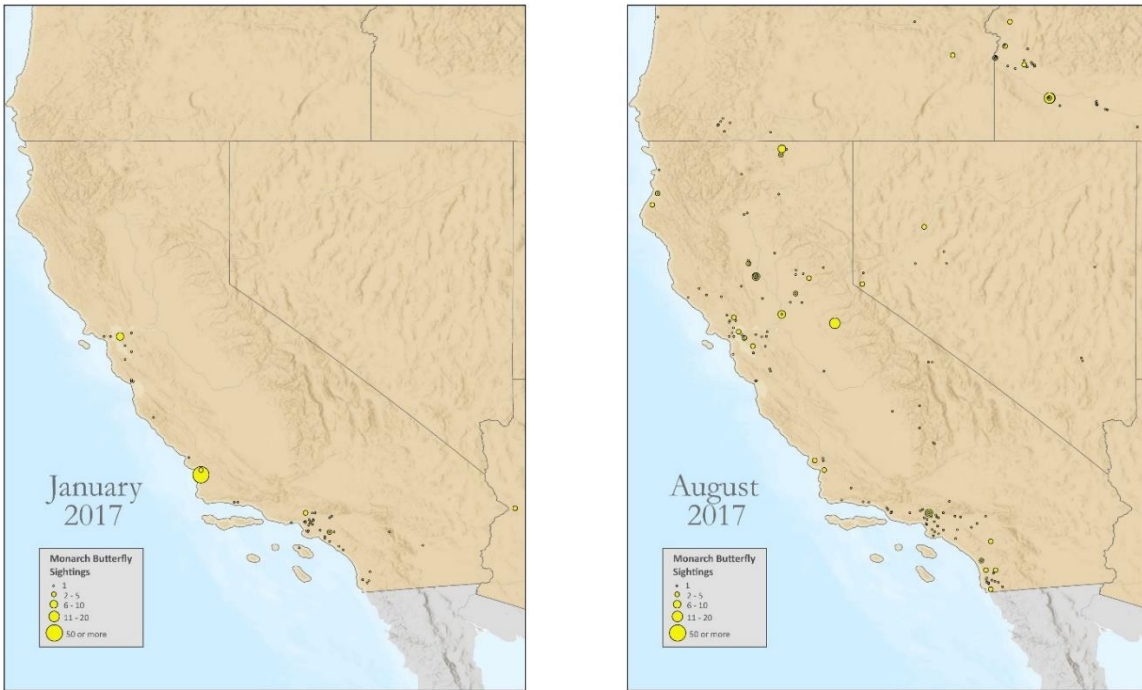 January
2017
Monarch Butterfly
Sightings
1
2 - 5
6 - 10
11 - 20
50 or more
August
2017
Monarch Butterfly
Sightings
1
2 - 5
6 - 10
11 - 20
50 or more